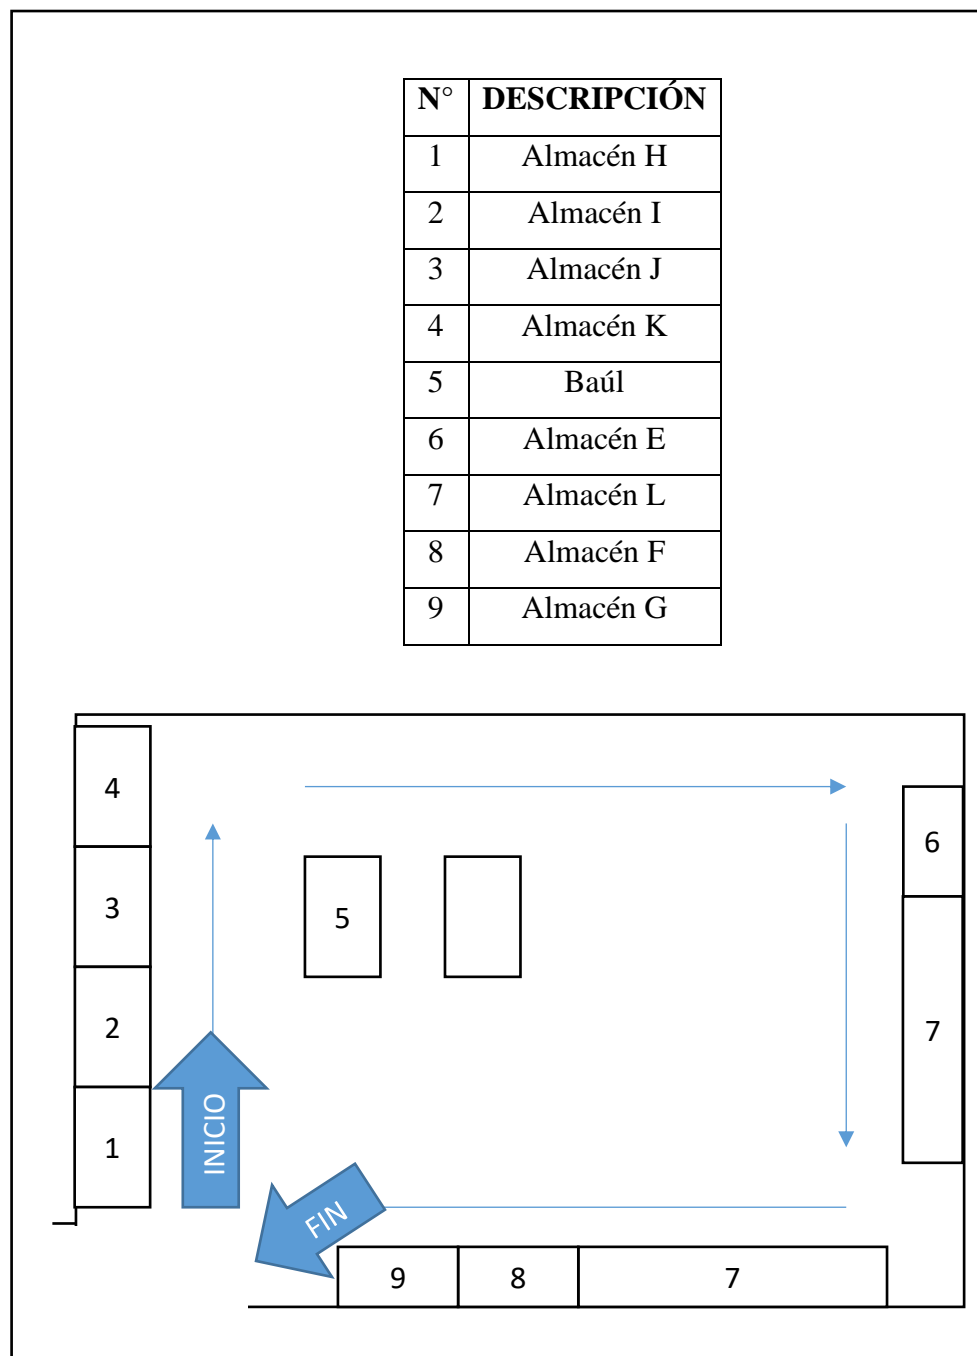 N° DESCRIPCIÓN
1 Almacén H
2 Almacén I
3 Almacén J
4 Almacén K
5 Baúl
6 Almacén E
7 Almacén L
8 Almacén F
9 Almacén G
4
6
3
5
2
7
1
INICIO
FIN
9
8
7